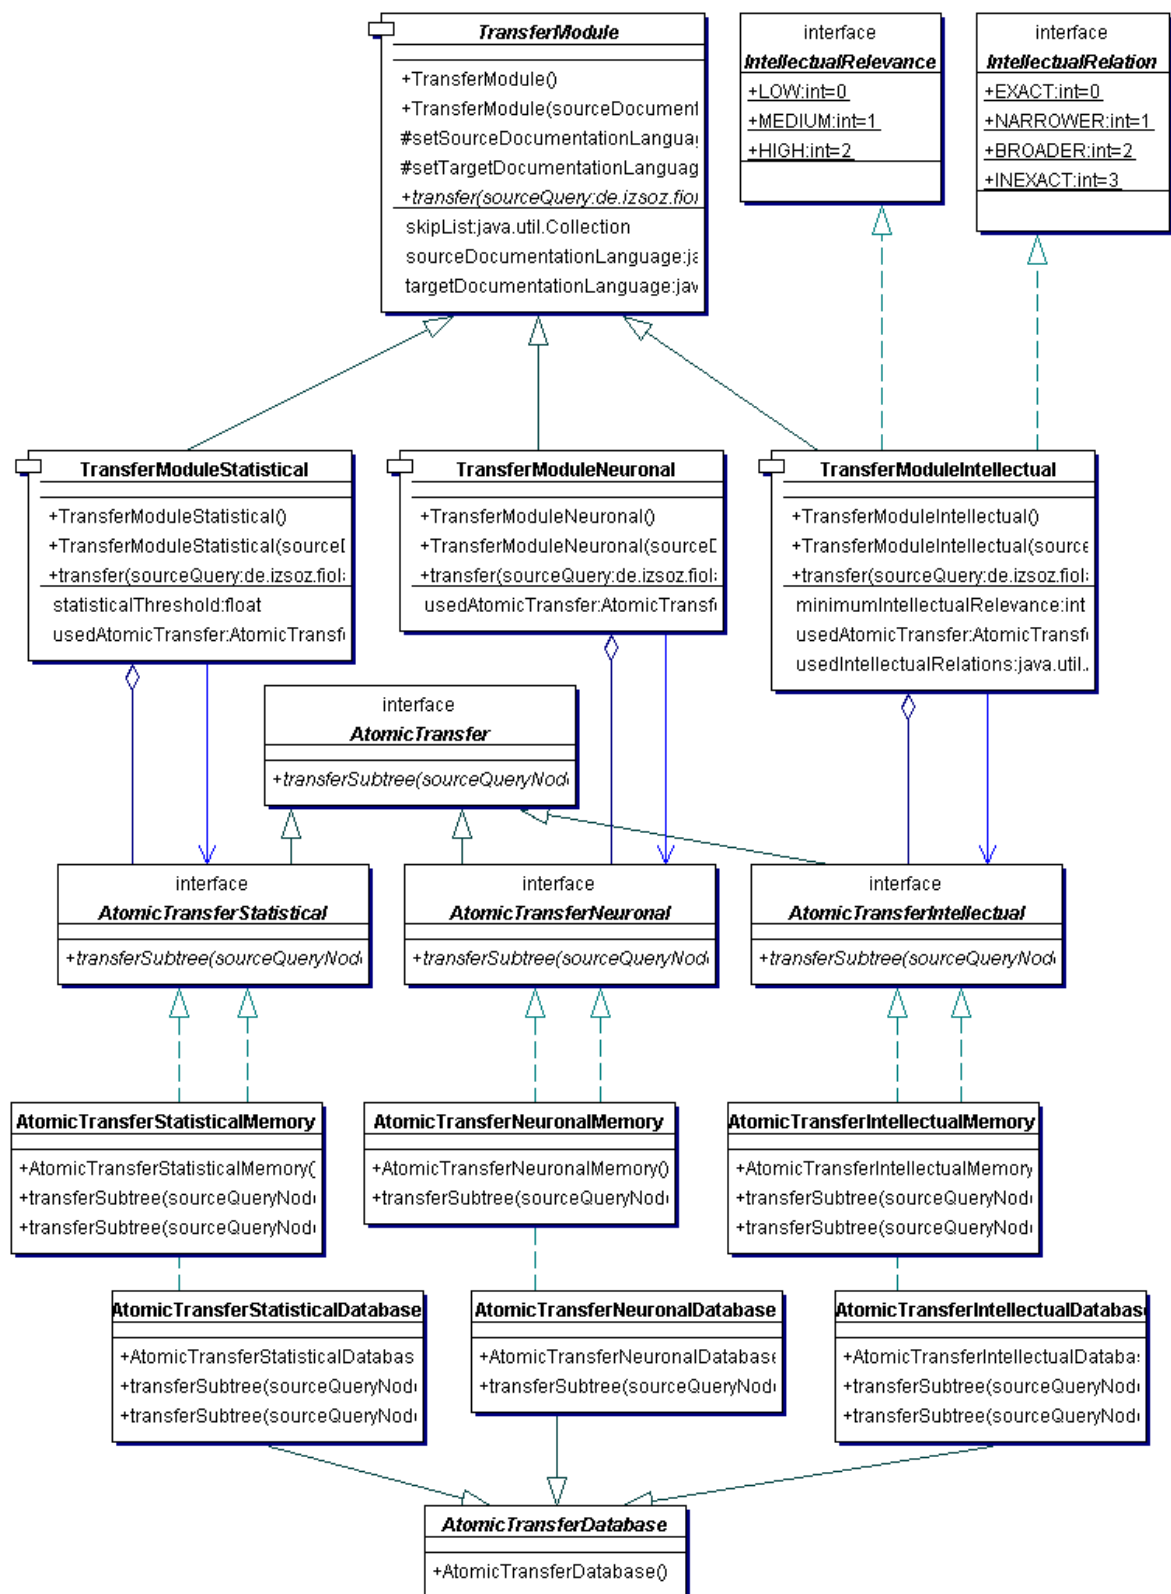 TransferModule
+TransferModule()
+TransferModule(sourceDocument
#setSourceDocumentationLanguag
#setTargetDocumentationLanguag
+transfer(sourceQuery:de.izsoz.fio
skipList:java.util.Collection
sourceDocumentationLanguage:ja
targetDocumentationLanguage:jav
interface
IntellectualRelevance
+LOW:int=0
+MEDIUM:int=1
+HIGH:int=2
interface
IntellectualRelation
+EXACT:int=0
+NARROWER:int=1
+BROADER:int=2
+INEXACT:int=3
TransferModuleStatistical
+TransferModuleStatistical()
+TransferModuleStatistical(source
+transfer(sourceQuery:de.izsoz.fiol
statisticalThreshold:float
usedAtomicTransfer:AtomicTransf
TransferModuleNeuronal
+TransferModuleNeuronal()
+TransferModuleNeuronal(source
+transfer(sourceQuery:de.izsoz.fiol
usedAtomicTransfer:AtomicTransf
TransferModuleIntellectual
+TransferModuleIntellectual()
+TransferModuleIntellectual(source
+transfer(sourceQuery:de.izsoz.fiol
minimumIntellectualRelevance:int
usedAtomicTransfer:AtomicTransf
usedIntellectualRelations:java.util.
interface
AtomicTransfer
+transferSubtree(sourceQueryNod
interface
AtomicTransferStatistical
+transferSubtree(sourceQueryNod
interface
AtomicTransferNeuronal
+transferSubtree(sourceQueryNod
interface
AtomicTransferIntellectual
+transferSubtree(sourceQueryNod
AtomicTransferStatisticalMemory
+AtomicTransferStatisticalMemory(
+transferSubtree(sourceQueryNod
+transferSubtree(sourceQueryNod
AtomicTransferNeuronalMemory
+AtomicTransferNeuronalMemory()
+transferSubtree(sourceQueryNod
AtomicTransferIntellectualMemory
+AtomicTransferIntellectualMemory
+transferSubtree(sourceQueryNod
+transferSubtree(sourceQueryNod
AtomicTransferStatisticalDatabase
+AtomicTransferStatisticalDatabas
+transferSubtree(sourceQueryNod
+transferSubtree(sourceQueryNod
AtomicTransferNeuronalDatabase
+AtomicTransferNeuronalDatabase
+transferSubtree(sourceQueryNod
AtomicTransferIntellectualDatabase
+AtomicTransferIntellectualDataba
+transferSubtree(sourceQueryNod
+transferSubtree(sourceQueryNod
AtomicTransferDatabase
+AtomicTransferDatabase()